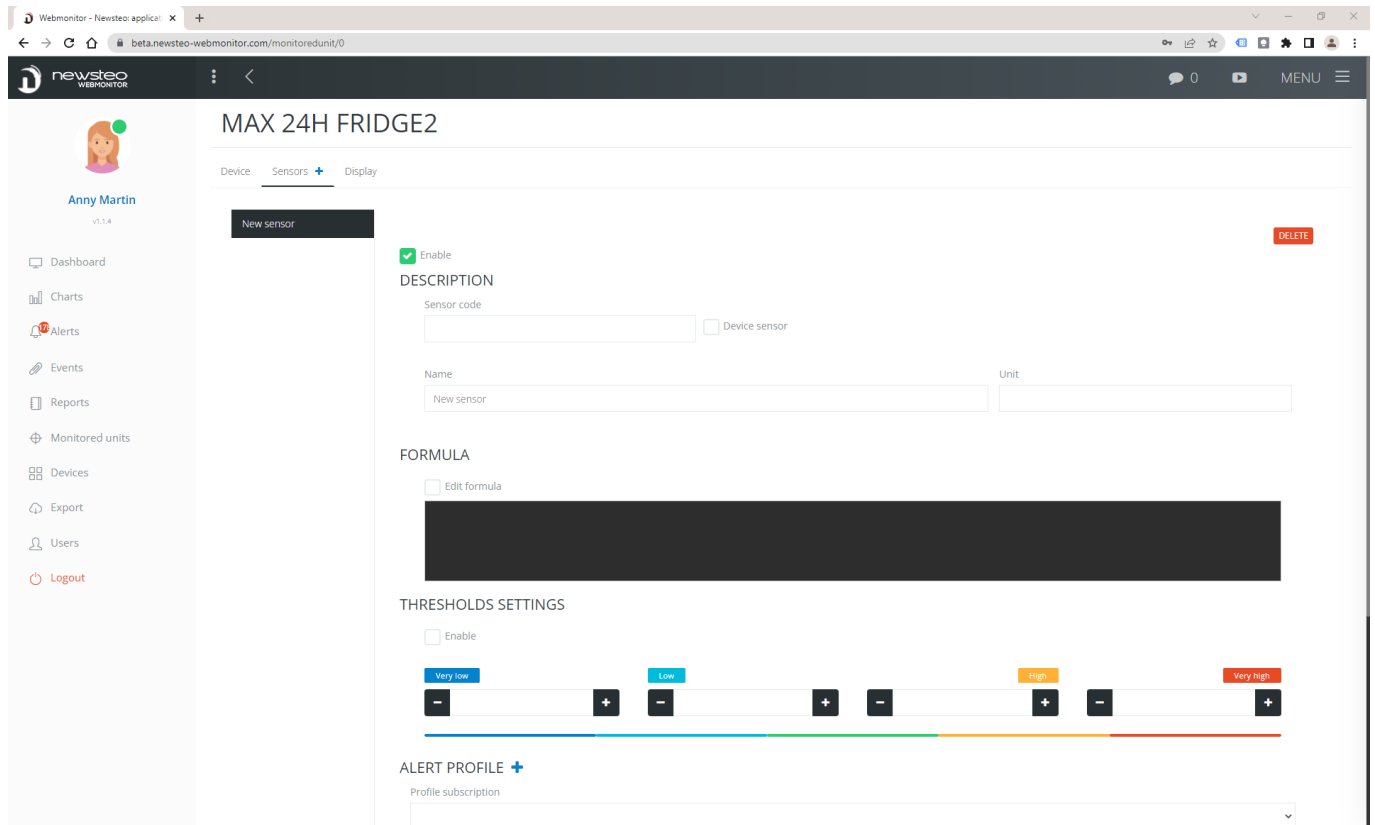 Webmonitor - Newsteo: applicat
beta.newsteo-webmonitor.com/monitoredunit/0
newsteo
WEBMONITOR
0
MENU
MAX 24H FRIDGE2
Device
Sensors
Display
Anny Martin
v1.1.4
Dashboard
Charts
Alerts
Events
Reports
Monitored units
Devices
Export
Users
Logout
New sensor
DELETE
Enable
DESCRIPTION
Sensor code
Device sensor
Name
Unit
New sensor
FORMULA
Edit formula
THRESHOLDS SETTINGS
Enable
Very low
Low
High
Very high
ALERT PROFILE
Profile subscription